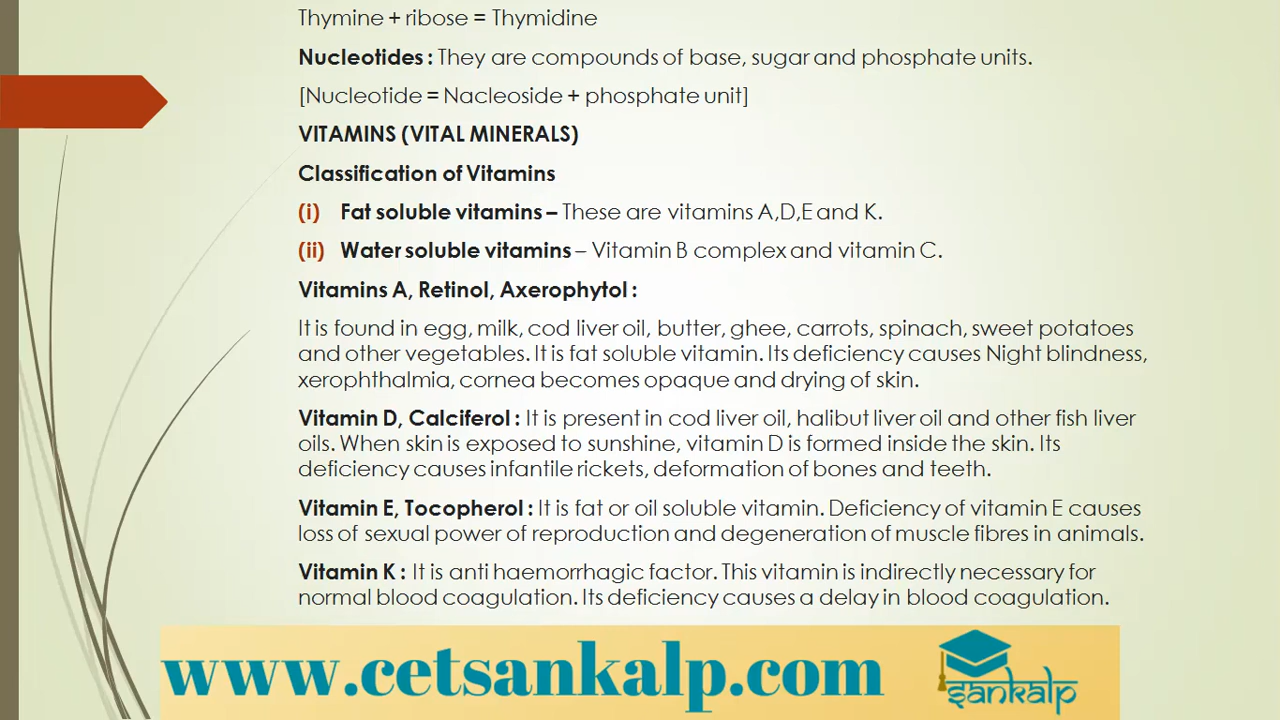 Thymine + ribose = Thymidine
Nucleotides : They are compounds of base, sugar and phosphate units.
[Nucleotide = Nacleoside + phosphate unit]
VITAMINS (VITAL MINERALS)
Classification of Vitamins
(i) Fat soluble vitamins – These are vitamins A,D,E and K.
(ii) Water soluble vitamins – Vitamin B complex and vitamin C.
Vitamins A, Retinol, Axerophytol :
It is found in egg, milk, cod liver oil, butter, ghee, carrots, spinach, sweet potatoes
and other vegetables. It is fat soluble vitamin. Its deficiency causes Night blindness,
xerophthalmia, cornea becomes opaque and drying of skin.
Vitamin D, Calciferol : It is present in cod liver oil, halibut liver oil and other fish liver
oils. When skin is exposed to sunshine, vitamin D is formed inside the skin. Its
deficiency causes infantile rickets, deformation of bones and teeth.
Vitamin E, Tocopherol : It is fat or oil soluble vitamin. Deficiency of vitamin E causes
loss of sexual power of reproduction and degeneration of muscle fibres in animals.
Vitamin K : It is anti haemorrhagic factor. This vitamin is indirectly necessary for
normal blood coagulation. Its deficiency causes a delay in blood coagulation.
www.cetsankalp.com
sankalp